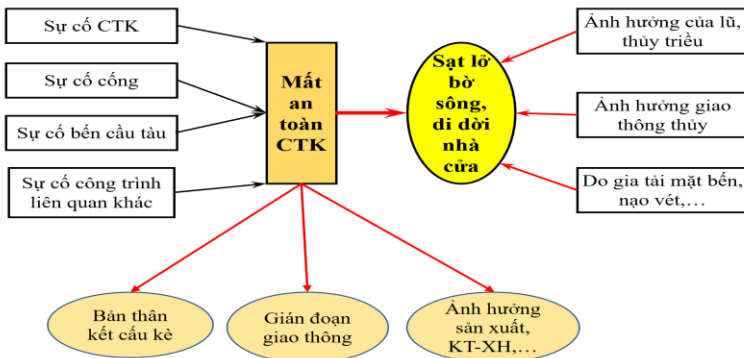 Sự cố CTK
Sự cố cống
Sự cố bến cầu tàu
Sự cố công trình
liên quan khác
Mất
an
toàn
CTK
Sạt lở
bờ
sông,
di dời
nhà
cửa
Ảnh hưởng của lũ,
thủy triều
Ảnh hưởng giao
thông thủy
Do gia tải mặt bến,
nạo vét,...
Bản thân
kết cấu kè
Gián đoạn
giao thông
Ảnh hưởng
sản xuất,
KT-XH,...